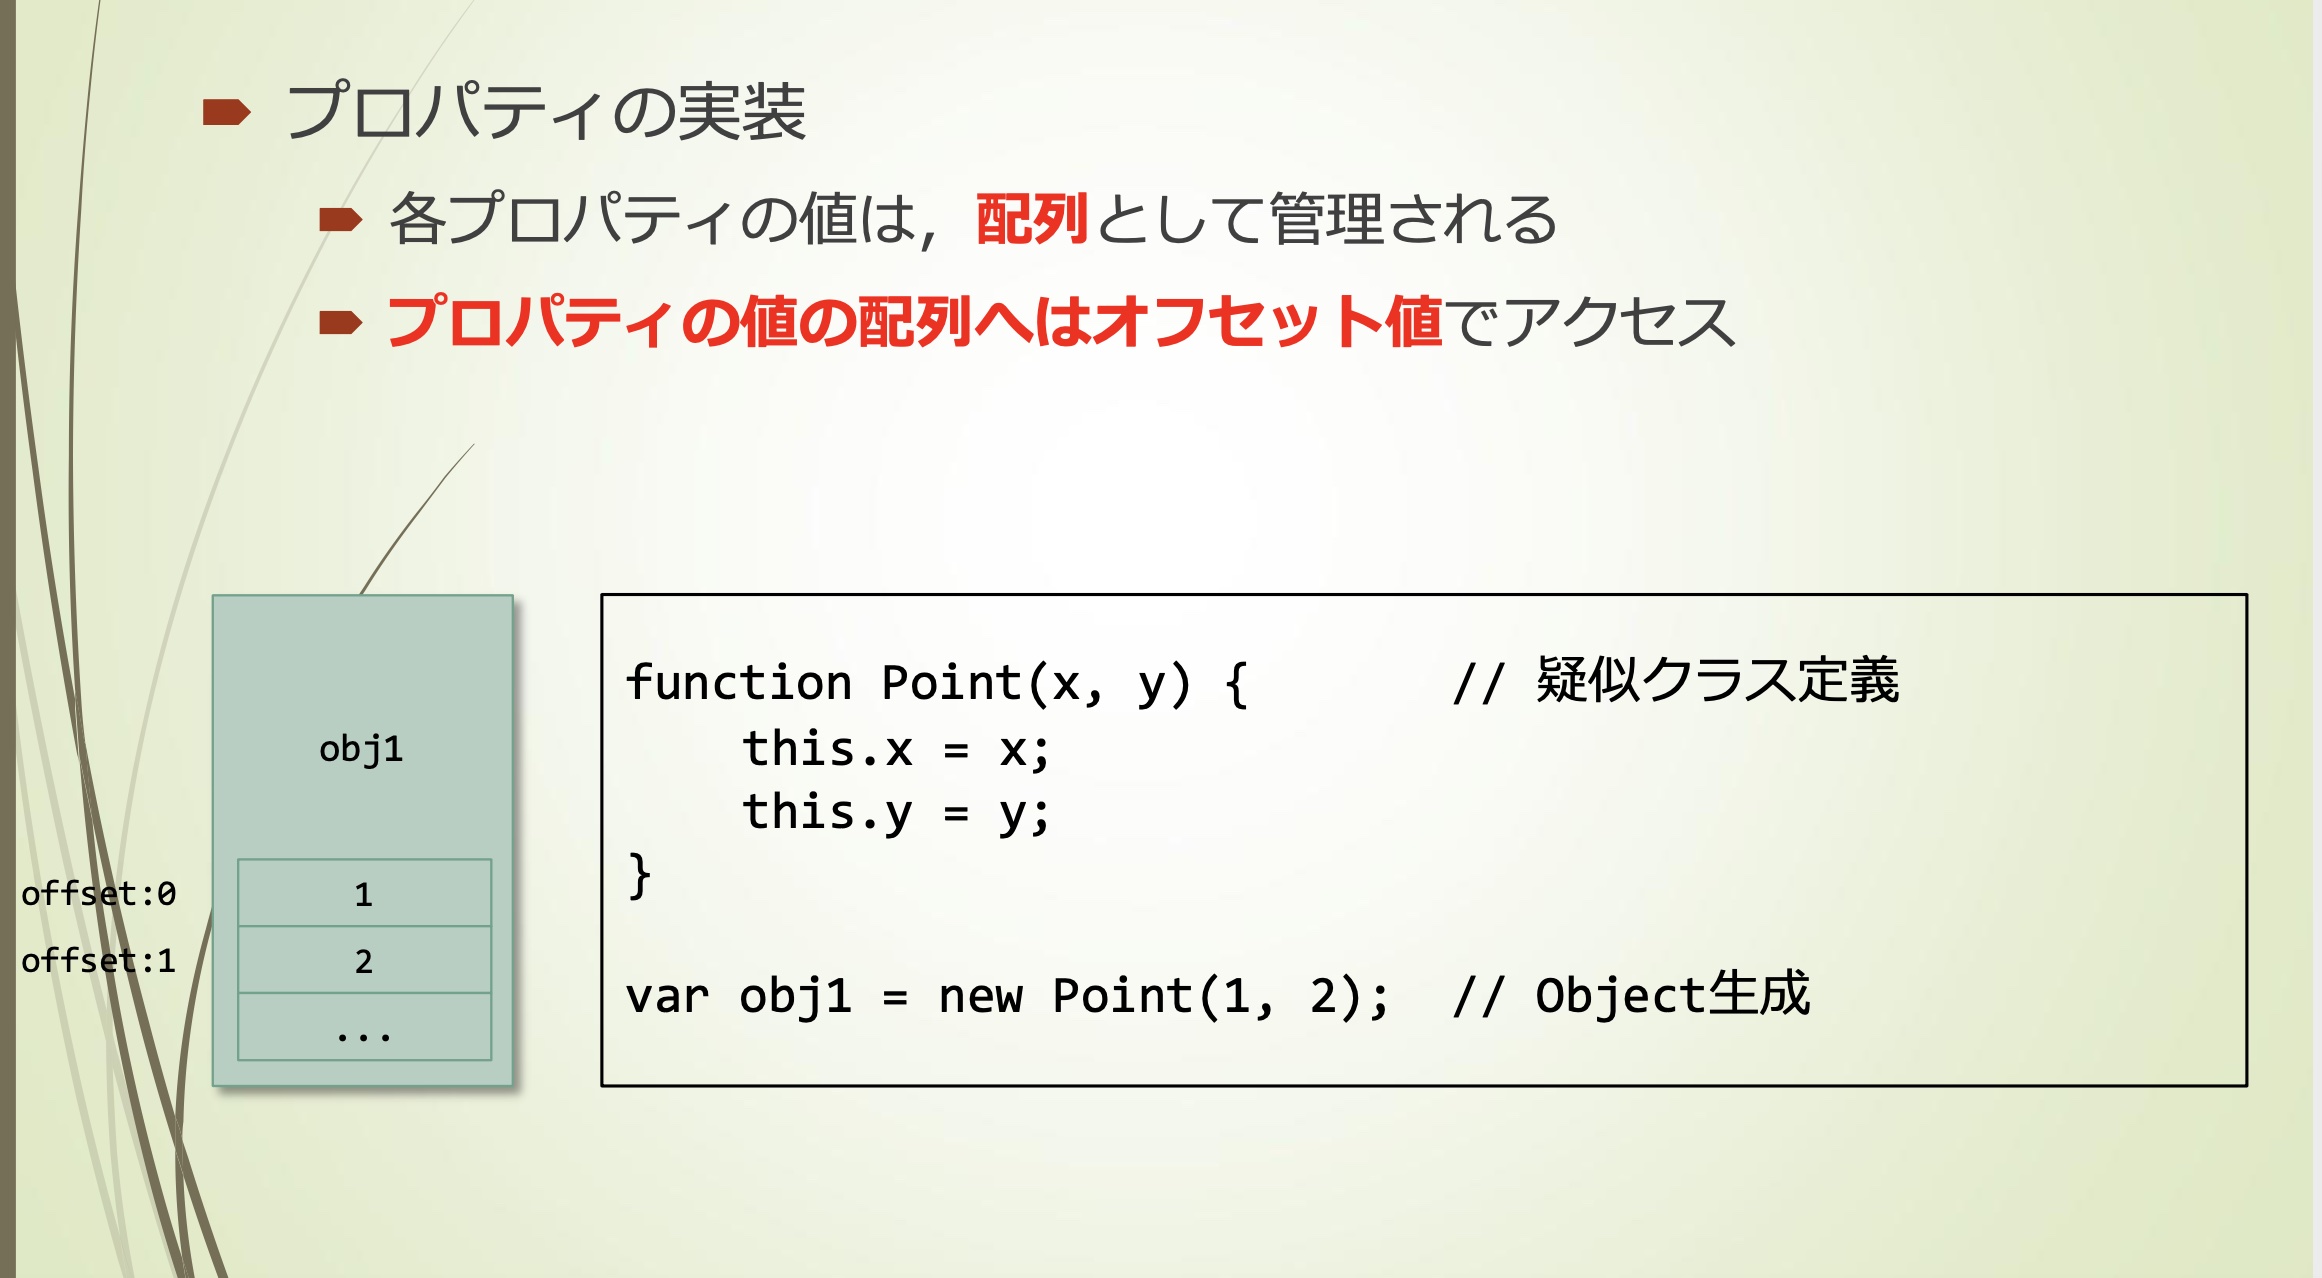 プロパティの実装
各プロパティの値は，配列として管理される
プロパティの値の配列へはオフセット値でアクセス
obj1
offset:0
1
offset:1
2
...
function Point(x, y) {       // 疑似クラス定義
    this.x = x;
    this.y = y;
}
var obj1 = new Point(1, 2);  // Object生成